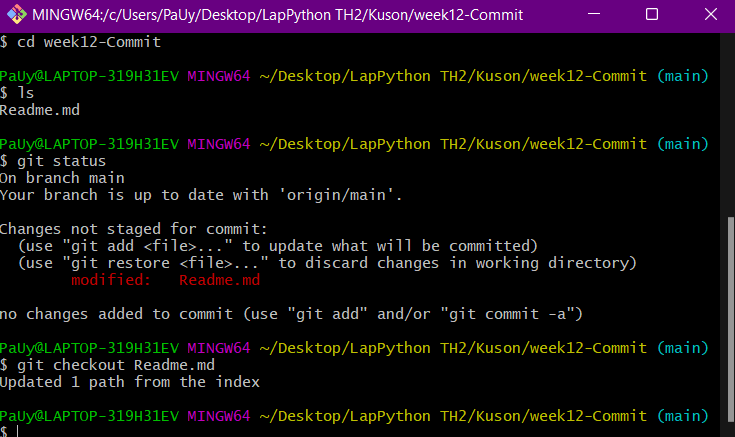 MINGW64:/c/Users/PaUy/Desktop/LapPython TH2/Kuson/week12-Commit
$ cd week12-Commit
PaUy@LAPTOP-319H31EV MINGW64 ~/Desktop/LapPython TH2/Kuson/week12-Commit (main)
$ ls
Readme.md
PaUy@LAPTOP-319H31EV MINGW64 ~/Desktop/LapPython TH2/Kuson/week12-Commit (main)
$ git status
On branch main
Your branch is up to date with 'origin/main'.
Changes not staged for commit:
(use "git add <file>..." to update what will be committed)
(use "git restore <file>..." to discard changes in working directory)
modified: Readme.md
no changes added to commit (use "git add" and/or "git commit -a")
PaUy@LAPTOP-319H31EV MINGW64 ~/Desktop/LapPython TH2/Kuson/week12-Commit (main)
$ git checkout Readme.md
Updated 1 path from the index
PaUy@LAPTOP-319H31EV MINGW64 ~/Desktop/LapPython TH2/Kuson/week12-Commit (main)
$